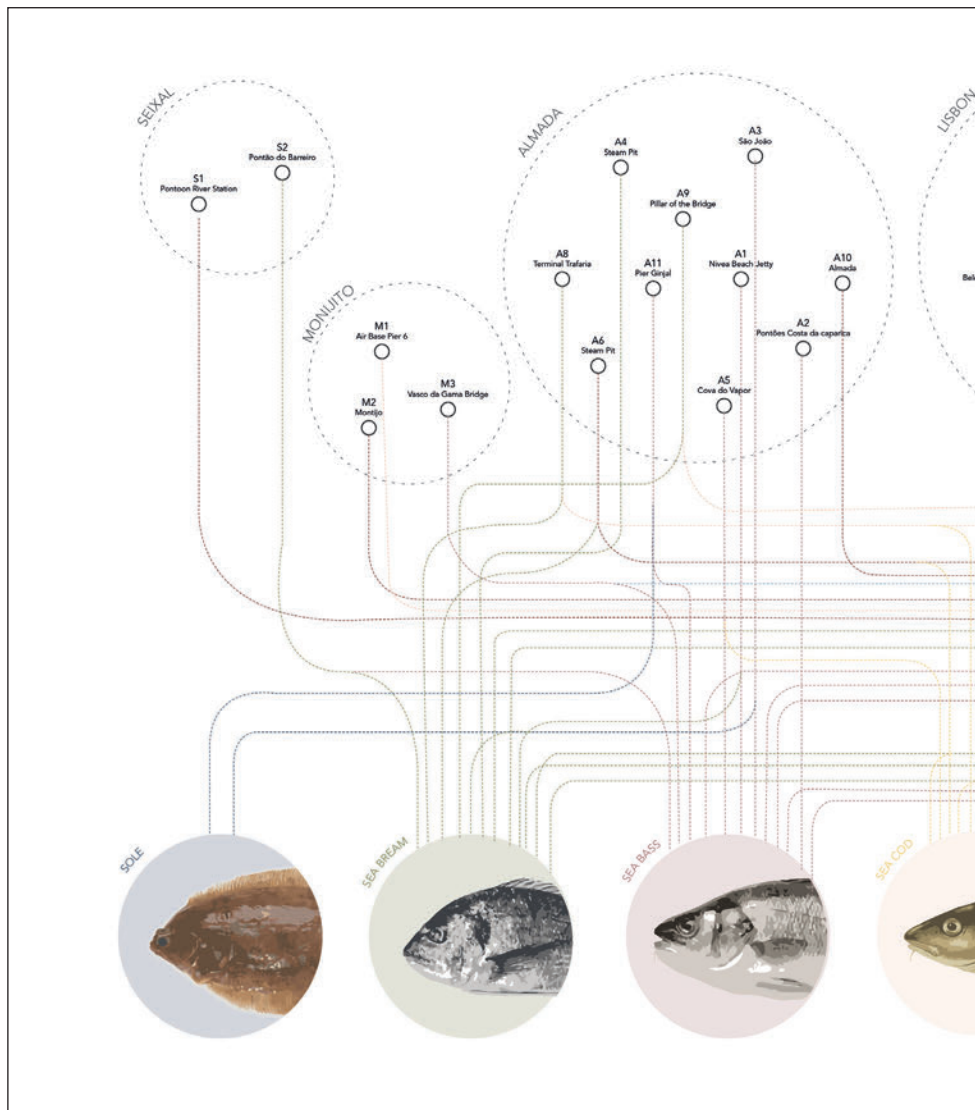 SEIXAL
S2
Pontão do Barreiro
S1
Pontoon River Station
MONIJITO
M1
Air Base Pier 6
M3
Vasco da Gama Bridge
M2
Montijo
ALMADA
A4
Steam Pit
A3
São João
A9
Pillar of the Bridge
A8
Terminal Trafaria
A11
Pier Ginjal
A1
Nivea Beach Jetty
A10
Almada
A2
Pontões Costa da caparica
A6
Steam Pit
A5
Cova do Vapor
LISBON
SOLE
SEA BREAM
SEA BASS
SEA COD